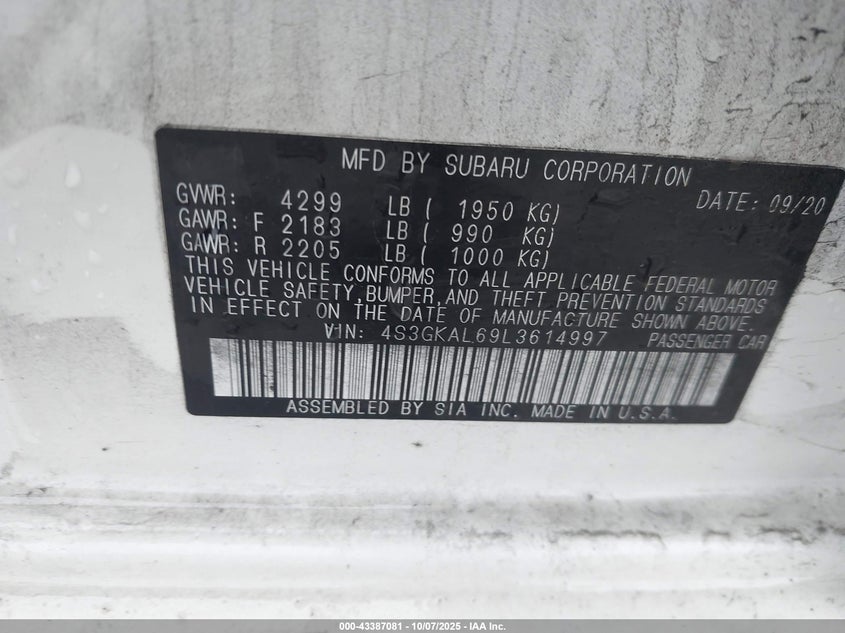 MFD BY SUBARU CORPORATION
DATE: 09/20
GVWR: 4299 LB ( 1950 KG)
GAWR: F 2183 LB ( 990 KG)
GAWR: R 2205 LB ( 1000 KG)
THIS VEHICLE CONFORMS TO ALL APPLICABLE FEDERAL MOTOR
VEHICLE SAFETY,BUMPER,AND THEFT PREVENTION STANDARDS
IN EFFECT ON THE DATE OF MANUFACTURE SHOWN ABOVE.
VIN: 4S3GKAL69L3614997 PASSENGER CAR
ASSEMBLED BY SIA INC. MADE IN U.S.A.
000-43387081 - 10/07/2025 - IAA Inc.